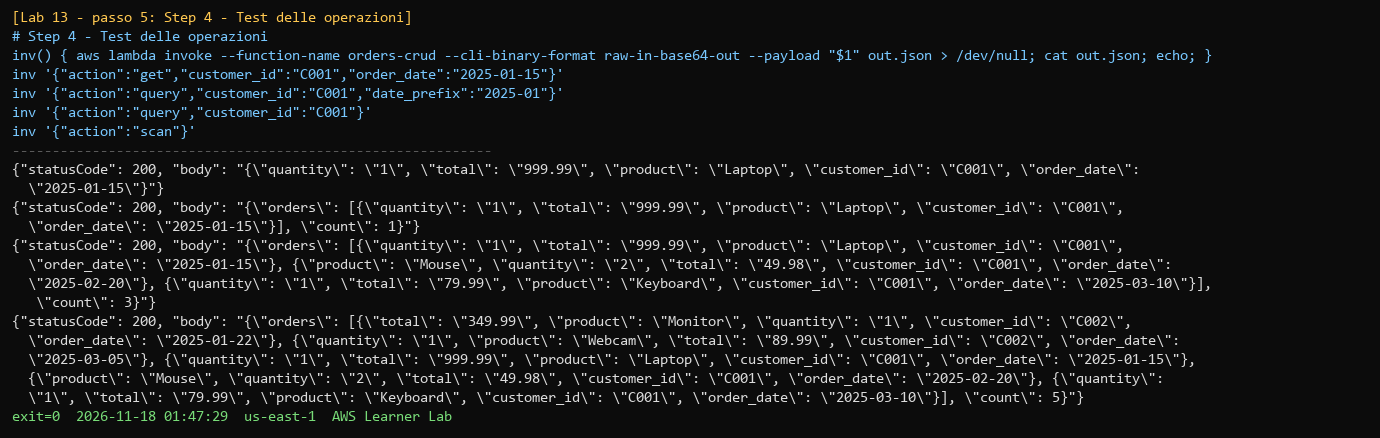 [Lab 13 - passo 5: Step 4 - Test delle operazioni]
# Step 4 - Test delle operazioni
inv() { aws lambda invoke --function-name orders-crud --cli-binary-format raw-in-base64-out --payload "$1" out.json > /dev/null; cat out.json; echo; }
inv '{"action":"get","customer_id":"C001","order_date":"2025-01-15"}'
inv '{"action":"query","customer_id":"C001","date_prefix":"2025-01"}'
inv '{"action":"query","customer_id":"C001"}'
inv '{"action":"scan"}'
------------------------------------------------------------
{"statusCode": 200, "body": "{\"quantity\": \"1\", \"total\": \"999.99\", \"product\": \"Laptop\", \"customer_id\": \"C001\", \"order_date\":
\"2025-01-15\"}"}
{"statusCode": 200, "body": "{\"orders\": [{\"quantity\": \"1\", \"total\": \"999.99\", \"product\": \"Laptop\", \"customer_id\": \"C001\",
\"order_date\": \"2025-01-15\"}], \"count\": 1}"}
{"statusCode": 200, "body": "{\"orders\": [{\"quantity\": \"1\", \"total\": \"999.99\", \"product\": \"Laptop\", \"customer_id\": \"C001\",
\"order_date\": \"2025-01-15\"}, {\"product\": \"Mouse\", \"quantity\": \"2\", \"total\": \"49.98\", \"customer_id\": \"C001\", \"order_date\":
\"2025-02-20\"}, {\"quantity\": \"1\", \"total\": \"79.99\", \"product\": \"Keyboard\", \"customer_id\": \"C001\", \"order_date\": \"2025-03-10\"}],
\"count\": 3}"}
{"statusCode": 200, "body": "{\"orders\": [{\"total\": \"349.99\", \"product\": \"Monitor\", \"quantity\": \"1\", \"customer_id\": \"C002\",
\"order_date\": \"2025-01-22\"}, {\"quantity\": \"1\", \"product\": \"Webcam\", \"total\": \"89.99\", \"customer_id\": \"C002\", \"order_date\":
\"2025-03-05\"}, {\"quantity\": \"1\", \"total\": \"999.99\", \"product\": \"Laptop\", \"customer_id\": \"C001\", \"order_date\": \"2025-01-15\"},
{\"product\": \"Mouse\", \"quantity\": \"2\", \"total\": \"49.98\", \"customer_id\": \"C001\", \"order_date\": \"2025-02-20\"}, {\"quantity\":
\"1\", \"total\": \"79.99\", \"product\": \"Keyboard\", \"customer_id\": \"C001\", \"order_date\": \"2025-03-10\"}], \"count\": 5}"}
exit=0  2026-11-18 01:47:29  us-east-1  AWS Learner Lab